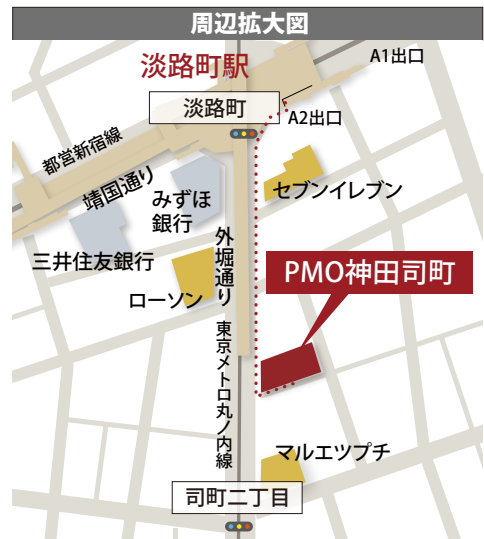 周辺拡大図
淡路町駅
A1出口
淡路町
A2出口
都営新宿線
靖国通り
みずほ
銀行
セブンイレブン
三井住友銀行
外堀通り
PMO神田司町
ローソン
東京メトロ丸ノ内線
マルエツプチ
司町二丁目